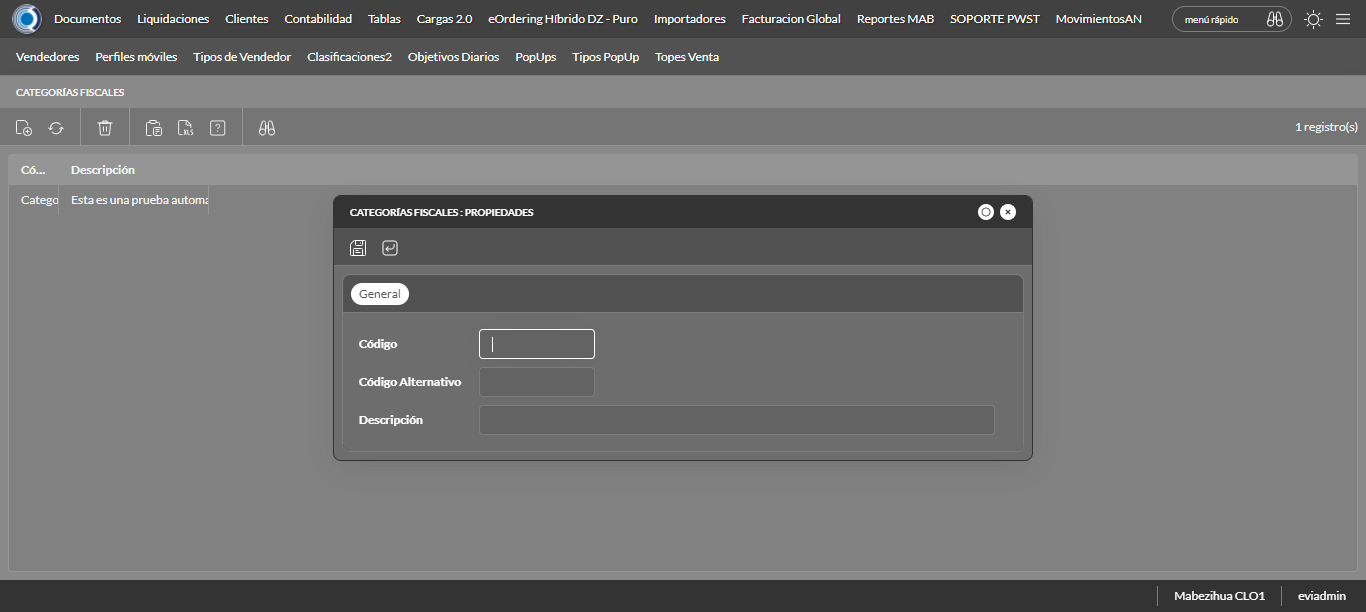 Documentos Liquidaciones Clientes Contabilidad Tablas Cargas 2.0 eOrdering Híbrido DZ - Puro Importadores Facturacion Global Reportes MAB SOPORTE PWST MovimientosAN menú rápido
Vendedores Perfiles móviles Tipos de Vendedor Clasificaciones2 Objetivos Diarios PopUps Tipos PopUp Topes Venta
CATEGORÍAS FISCALES
XLS ? 1 registro(s)
Có... Descripción
Catego Esta es una prueba automa
CATEGORÍAS FISCALES : PROPIEDADES
General
Código
Código Alternativo
Descripción
Mabezihua CLO1 eviadmin